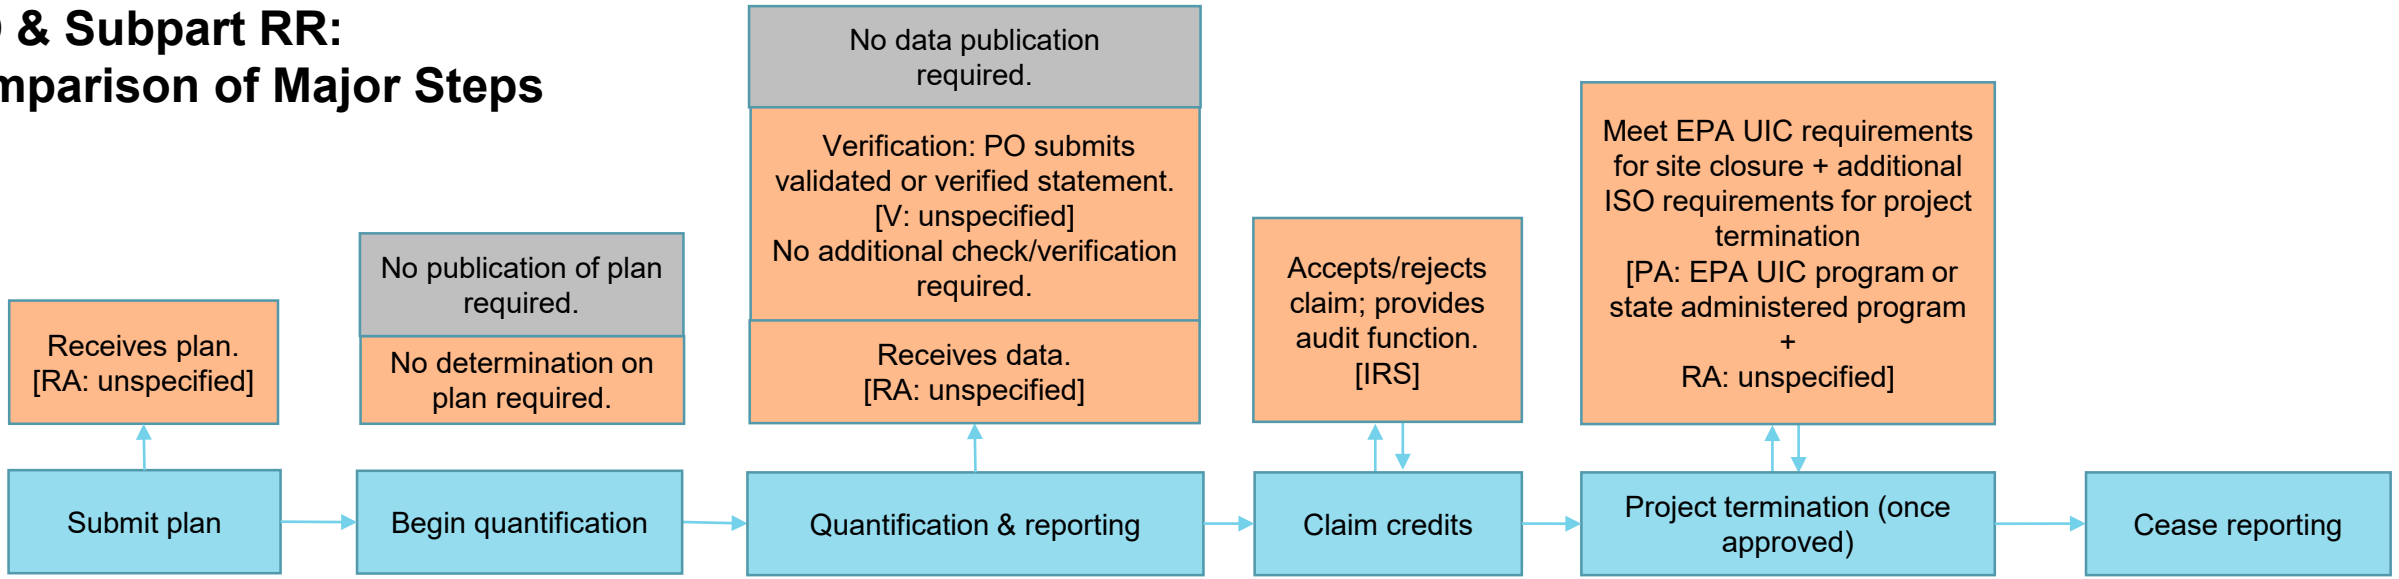 & Subpart RR:
mparison of Major Steps
No data publication
required.
Verification: PO submits
validated or verified statement.
[V: unspecified]
No additional check/verification
required.
Receives data.
[RA: unspecified]
No publication of plan
required.
No determination on
plan required.
Receives plan.
[RA: unspecified]
Accepts/rejects
claim; provides
audit function.
[IRS]
Meet EPA UIC requirements
for site closure + additional
ISO requirements for project
termination
[PA: EPA UIC program or
state administered program
+
RA: unspecified]
Submit plan
Begin quantification
Quantification & reporting
Claim credits
Project termination (once
approved)
Cease reporting